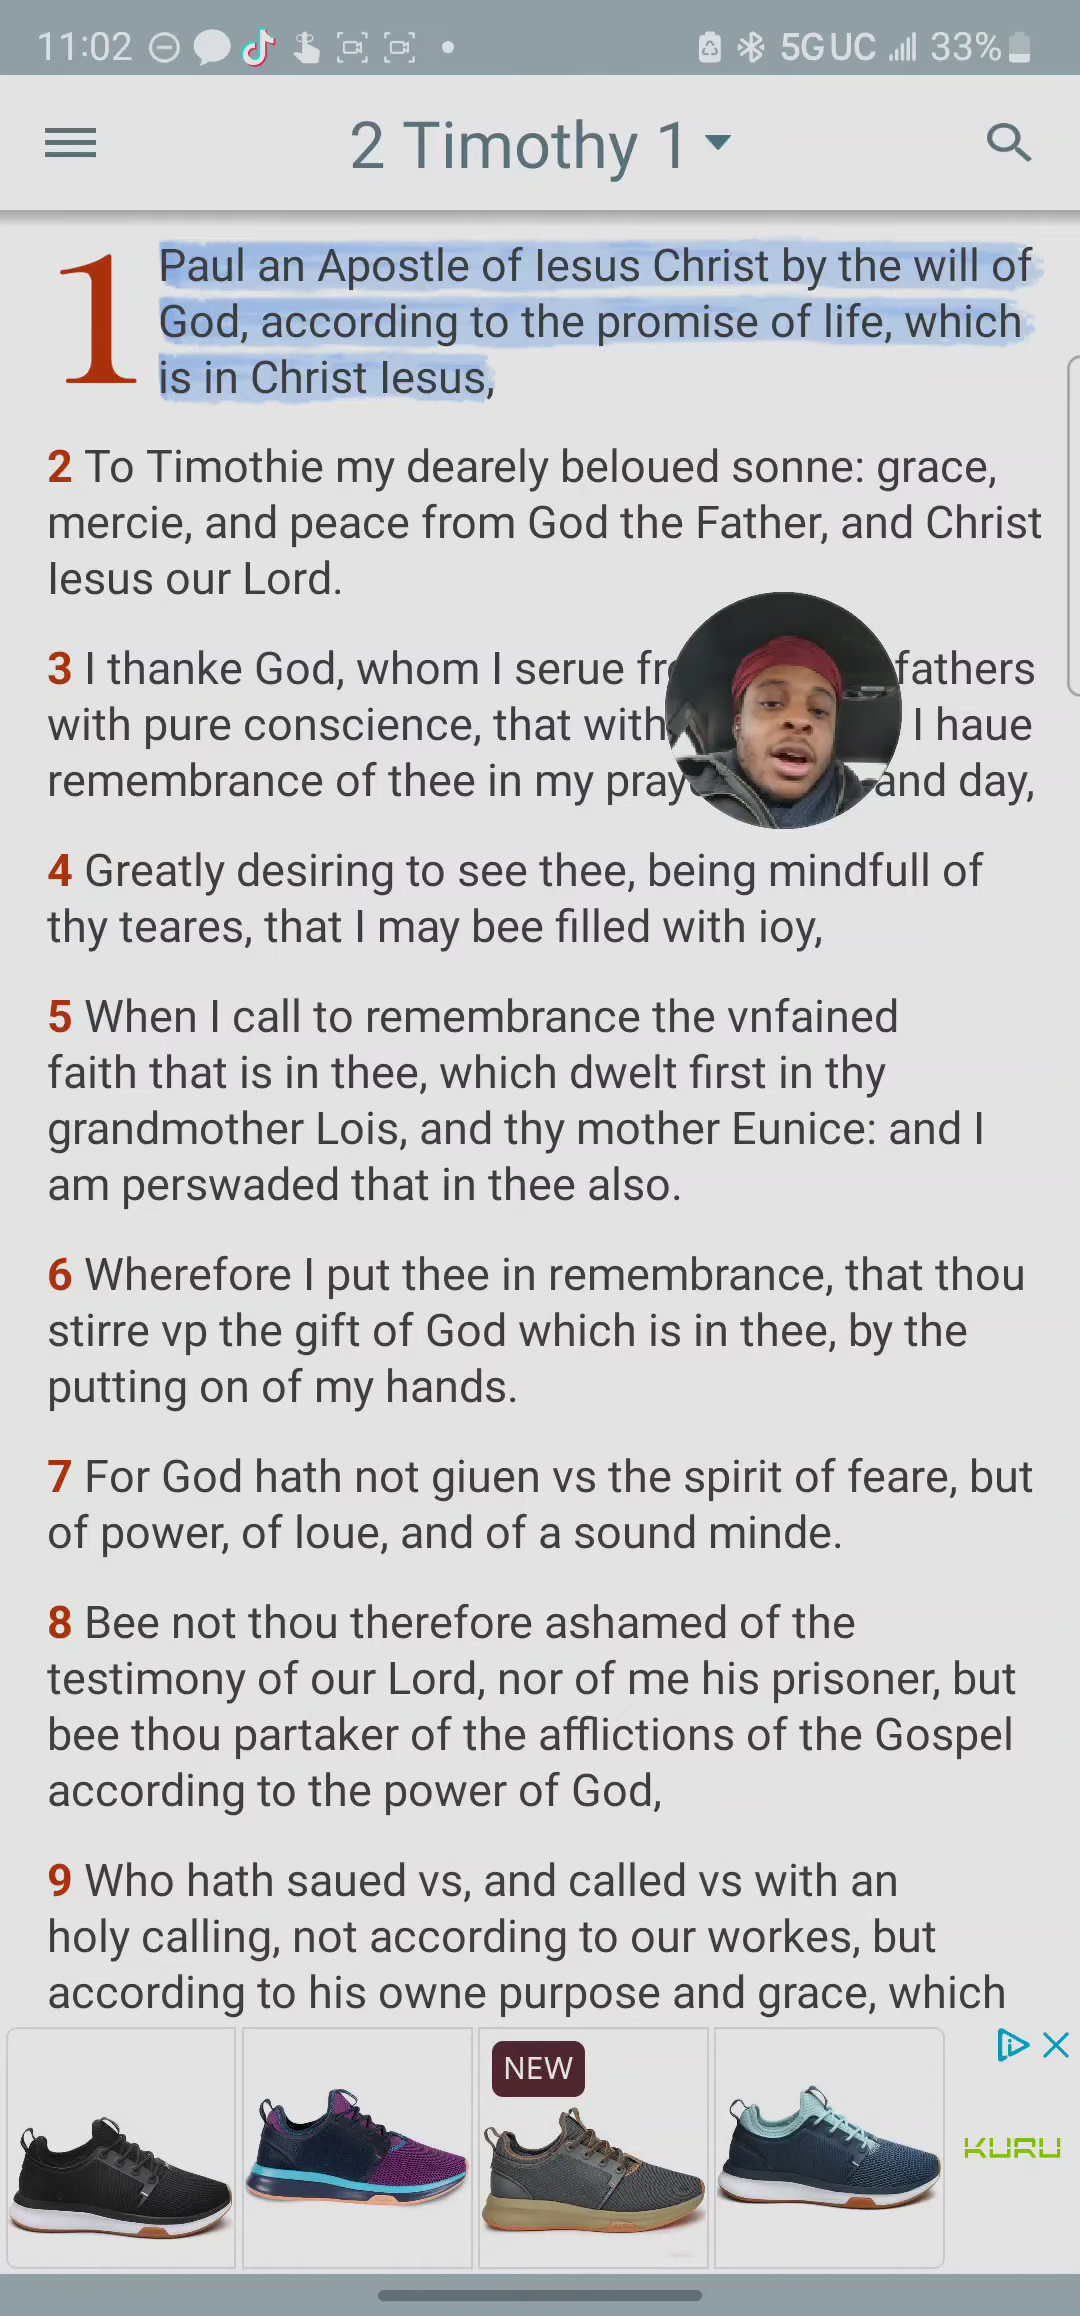 11:02
5G UC
33%
2 Timothy 1
1 Paul an Apostle of Iesus Christ by the will of
God, according to the promise of life, which
is in Christ Iesus,
2 To Timothie my dearely beloued sonne: grace,
mercie, and peace from God the Father, and Christ
Iesus our Lord.
3 I thanke God, whom I serue fathers
with pure conscience, that with I haue
remembrance of thee in my and day,
4 Greatly desiring to see thee, being mindfull of
thy teares, that I may bee filled with ioy,
5 When I call to remembrance the vnfained
faith that is in thee, which dwelt first in thy
grandmother Lois, and thy mother Eunice: and I
am perswaded that in thee also.
6 Wherefore I put thee in remembrance, that thou
stirre vp the gift of God which is in thee, by the
putting on of my hands.
7 For God hath not giuen vs the spirit of feare, but
of power, of loue, and of a sound minde.
8 Bee not thou therefore ashamed of the
testimony of our Lord, nor of me his prisoner, but
bee thou partaker of the afflictions of the Gospel
according to the power of God,
9 Who hath saued vs, and called vs with an
holy calling, not according to our workes, but
according to his owne purpose and grace, which
NEW
KURU